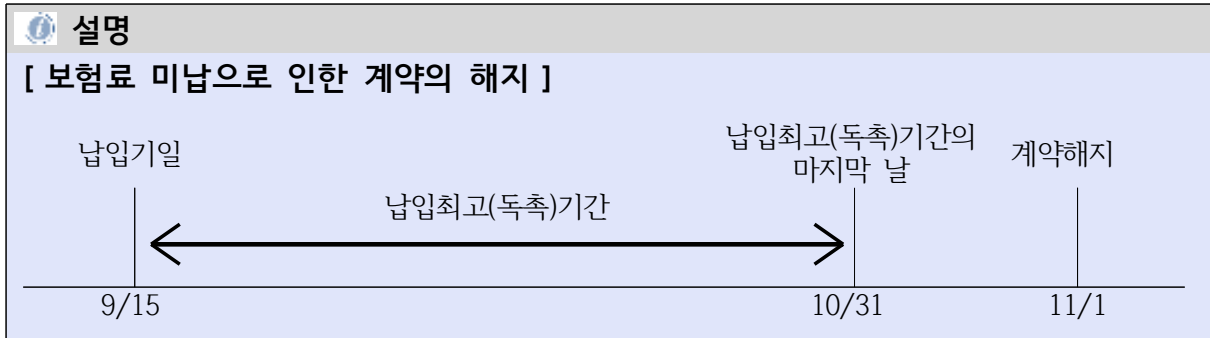 설명
[ 보험료 미납으로 인한 계약의 해지 ]
납입기일
납입최고(독촉)기간의
마지막 날
계약해지
납입최고(독촉)기간
9/15
10/31
11/1